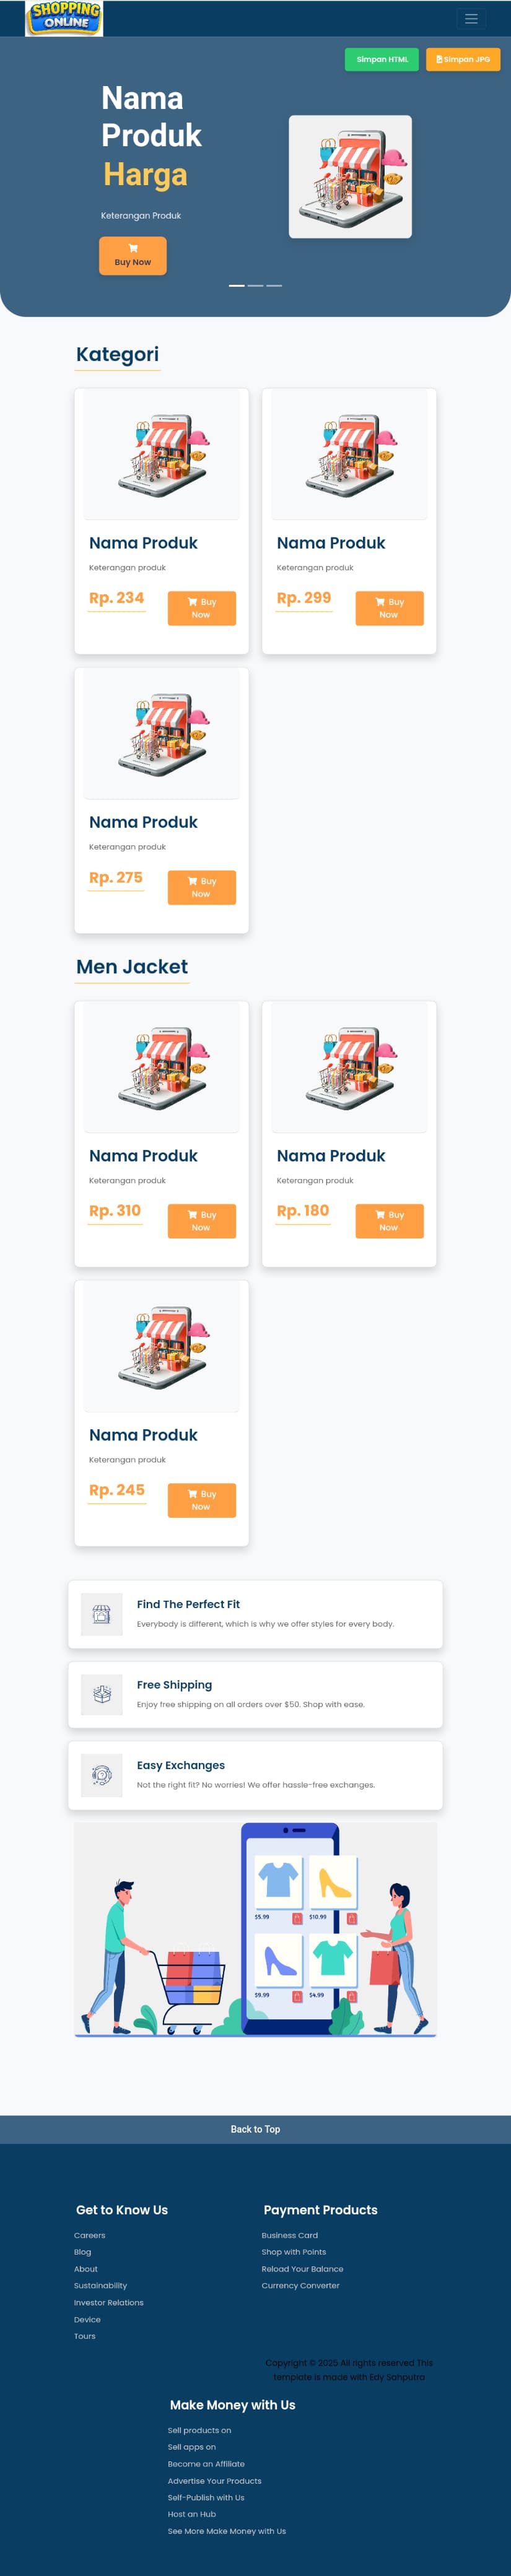 SHOPPING
ONLINE
Simpan HTML
Simpan JPG
Nama
Produk
Harga
Keterangan Produk
Buy Now
Kategori
Nama Produk
Keterangan produk
Rp. 234
Buy
Now
Nama Produk
Keterangan produk
Rp. 299
Buy
Now
Nama Produk
Keterangan produk
Rp. 275
Buy
Now
Men Jacket
Nama Produk
Keterangan produk
Rp. 310
Buy
Now
Nama Produk
Keterangan produk
Rp. 180
Buy
Now
Nama Produk
Keterangan produk
Rp. 245
Buy
Now
Find The Perfect Fit
Everybody is different, which is why we offer styles for every body.
Free Shipping
Enjoy free shipping on all orders over $50. Shop with ease.
Easy Exchanges
Not the right fit? No worries! We offer hassle-free exchanges.
$5.99
$10.99
$9.99
$4.99
Back to Top
Get to Know Us
Careers
Blog
About
Sustainability
Investor Relations
Device
Tours
Payment Products
Business Card
Shop with Points
Reload Your Balance
Currency Converter
Copyright © 2025 All rights reserved This
template is made with Edy Sahputra
Make Money with Us
Sell products on
Sell apps on
Become an Affiliate
Advertise Your Products
Self-Publish with Us
Host an Hub
See More Make Money with Us